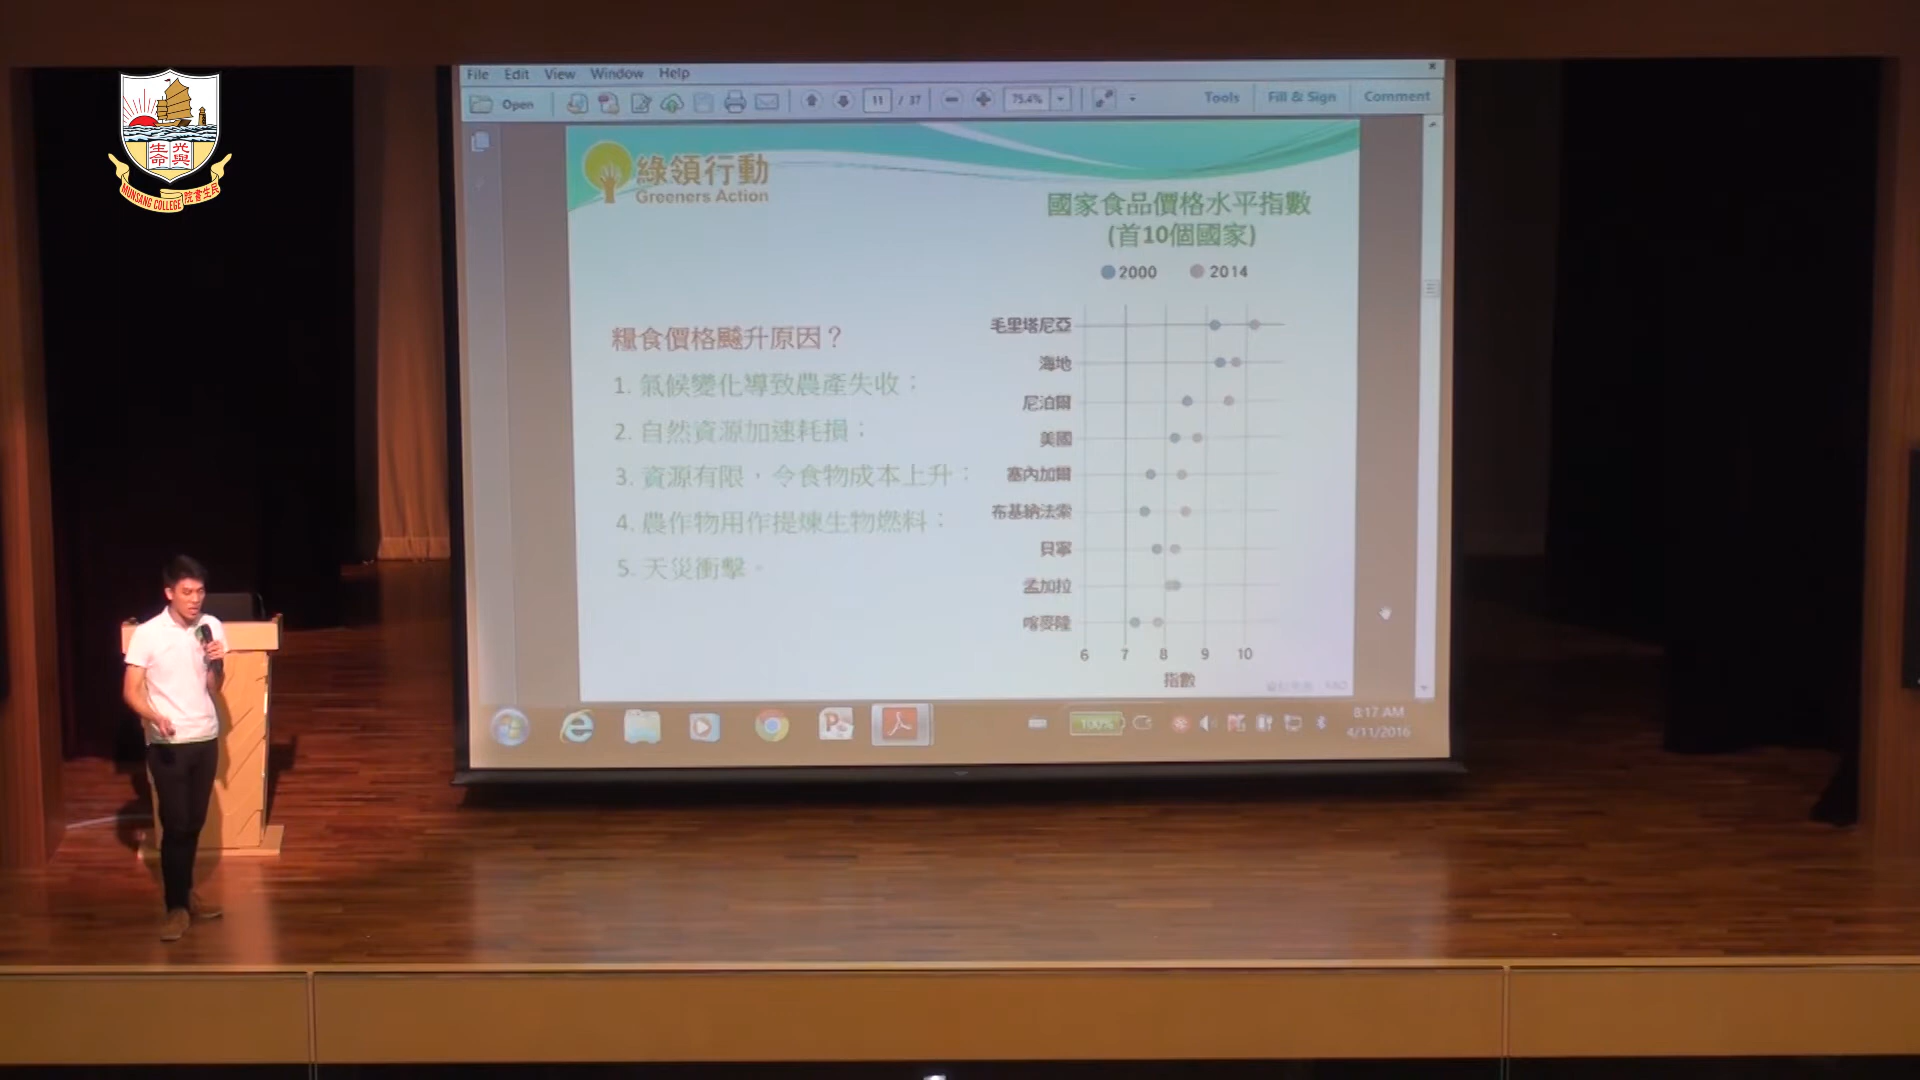 生命 光與
MUNSANG COLLEGE 民生書院
File Edit View Window Help
Open 11 / 37 75.4% Tools Fill & Sign Comment
綠領行動
Greeners Action
國家食品價格水平指數
(首10個國家)
2000 2014
糧食價格飈升原因？
1. 氣候變化導致農產失收；
2. 自然資源加速耗損；
3. 資源有限，令食物成本上升；
4. 農作物用作提煉生物燃料；
5. 天災衝擊。
毛里塔尼亞
海地
尼泊爾
美國
塞內加爾
布基納法索
貝寧
孟加拉
喀麥隆
6 7 8 9 10
指數
100%
8:17 AM
4/11/2016